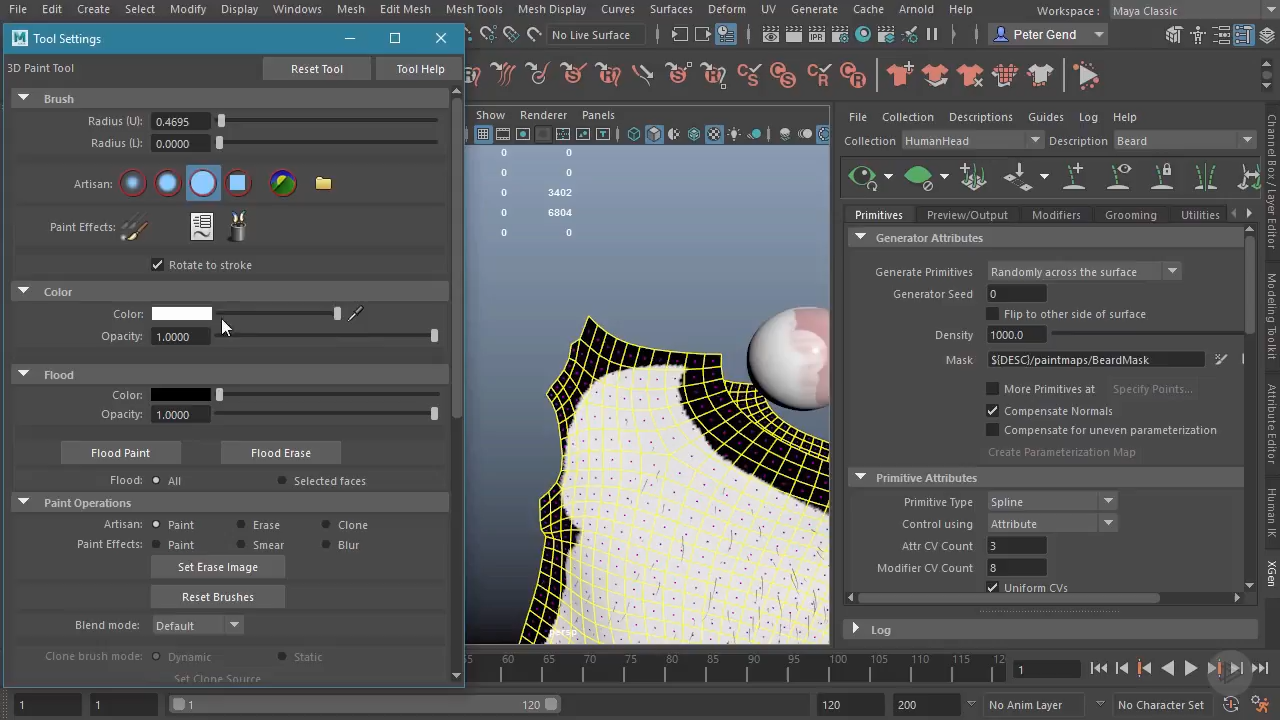 File Edit Create Select Modify Display Windows Mesh Edit Mesh Mesh Tools Mesh Display Curves Surfaces Deform UV Generate Cache Arnold Help Workspace : Maya Classic
Tool Settings
No Live Surface
Peter Gend
3D Paint Tool
Reset Tool
Tool Help
Brush
Radius (U): 0.4695
Radius (L): 0.0000
Artisan:
Paint Effects:
Rotate to stroke
Color
Color:
Opacity: 1.0000
Flood
Color:
Opacity: 1.0000
Flood Paint
Flood Erase
Flood: All Selected faces
Paint Operations
Artisan: Paint Erase Clone
Paint Effects: Paint Smear Blur
Set Erase Image
Reset Brushes
Blend mode: Default
Clone brush mode: Dynamic Static
Set Clone Source
Show Renderer Panels
0 0
0 0
3402
6804
0 0
persp
File Collection Descriptions Guides Log Help
Collection HumanHead Description Beard
Primitives Preview/Output Modifiers Grooming Utilities
Generator Attributes
Generate Primitives Randomly across the surface
Generator Seed 0
Flip to other side of surface
Density 1000.0
Mask ${DESC}/paintmaps/BeardMask
More Primitives at Specify Points...
Compensate Normals
Compensate for uneven parameterization
Create Parameterization Map
Primitive Attributes
Primitive Type Spline
Control using Attribute
Attr CV Count 3
Modifier CV Count 8
Uniform CVs
Log
Channel Box / Layer Editor
Attribute Editor
Human IK
XGen
60 65 70 75 80 85 90 95 100 105 110 115 12
1
1 1 1 120 120 200 No Anim Layer No Character Set